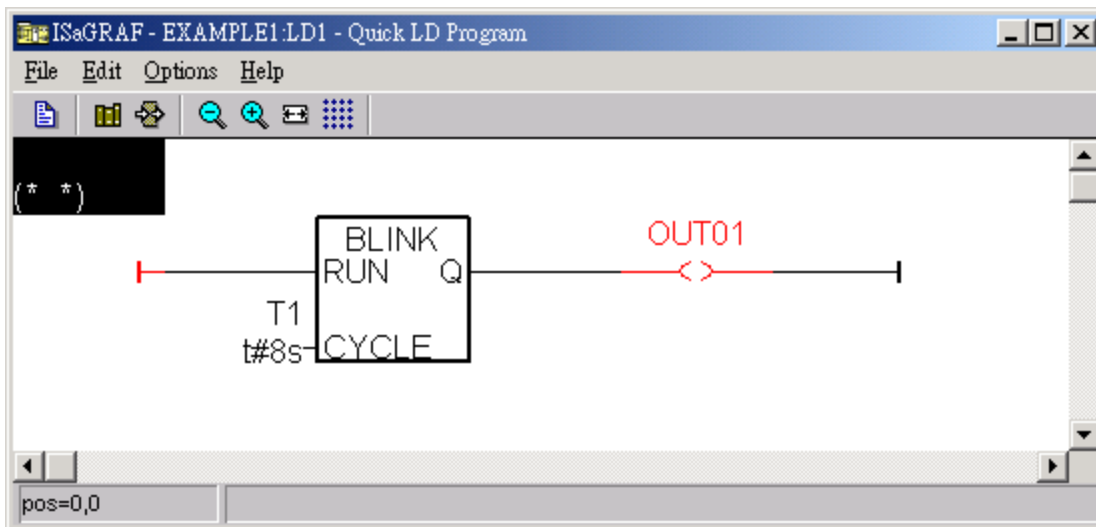 ISaGRAF - EXAMPLE1:LD1 - Quick LD Program
File Edit Options Help
(* *)
BLINK
OUT01
RUN Q
T1
t#8s
CYCLE
pos=0,0